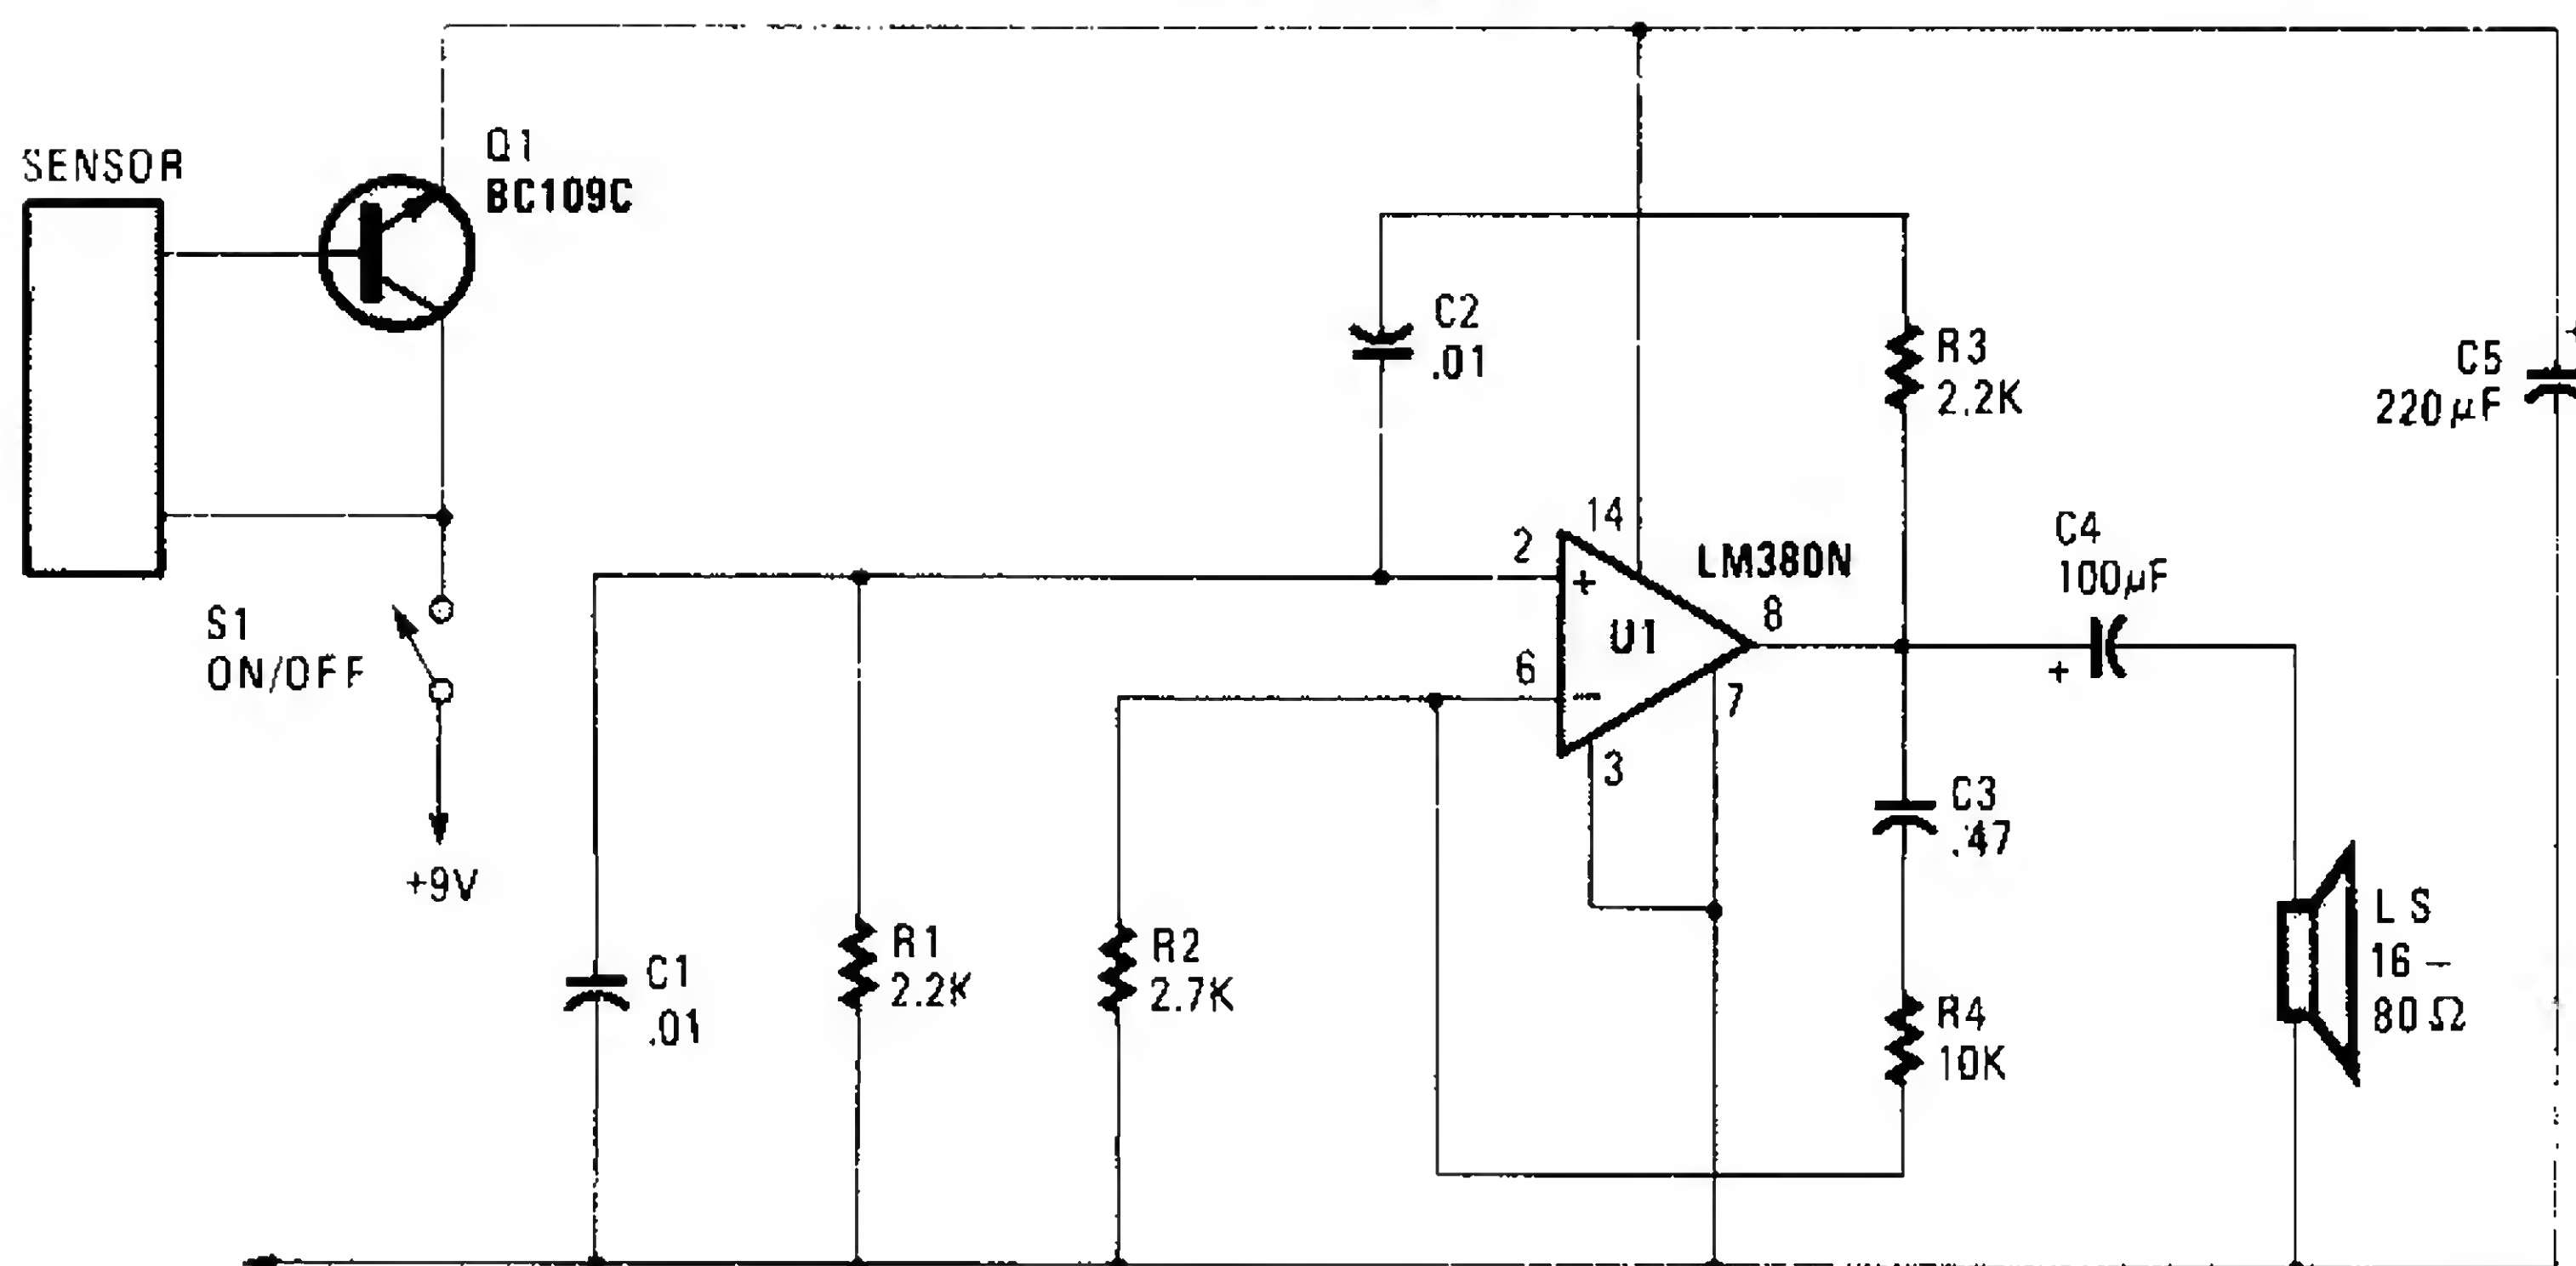 SENSOR
Q1
BC109C
S1
ON/OFF
+9V
C1
.01
R1
2.2K
R2
2.7K
C2
.01
2
+
14
LM380N
U1
8
6
−
7
3
R3
2.2K
C3
.47
R4
10K
C4
100µF
+
C5
220µF
LS
16 –
80Ω